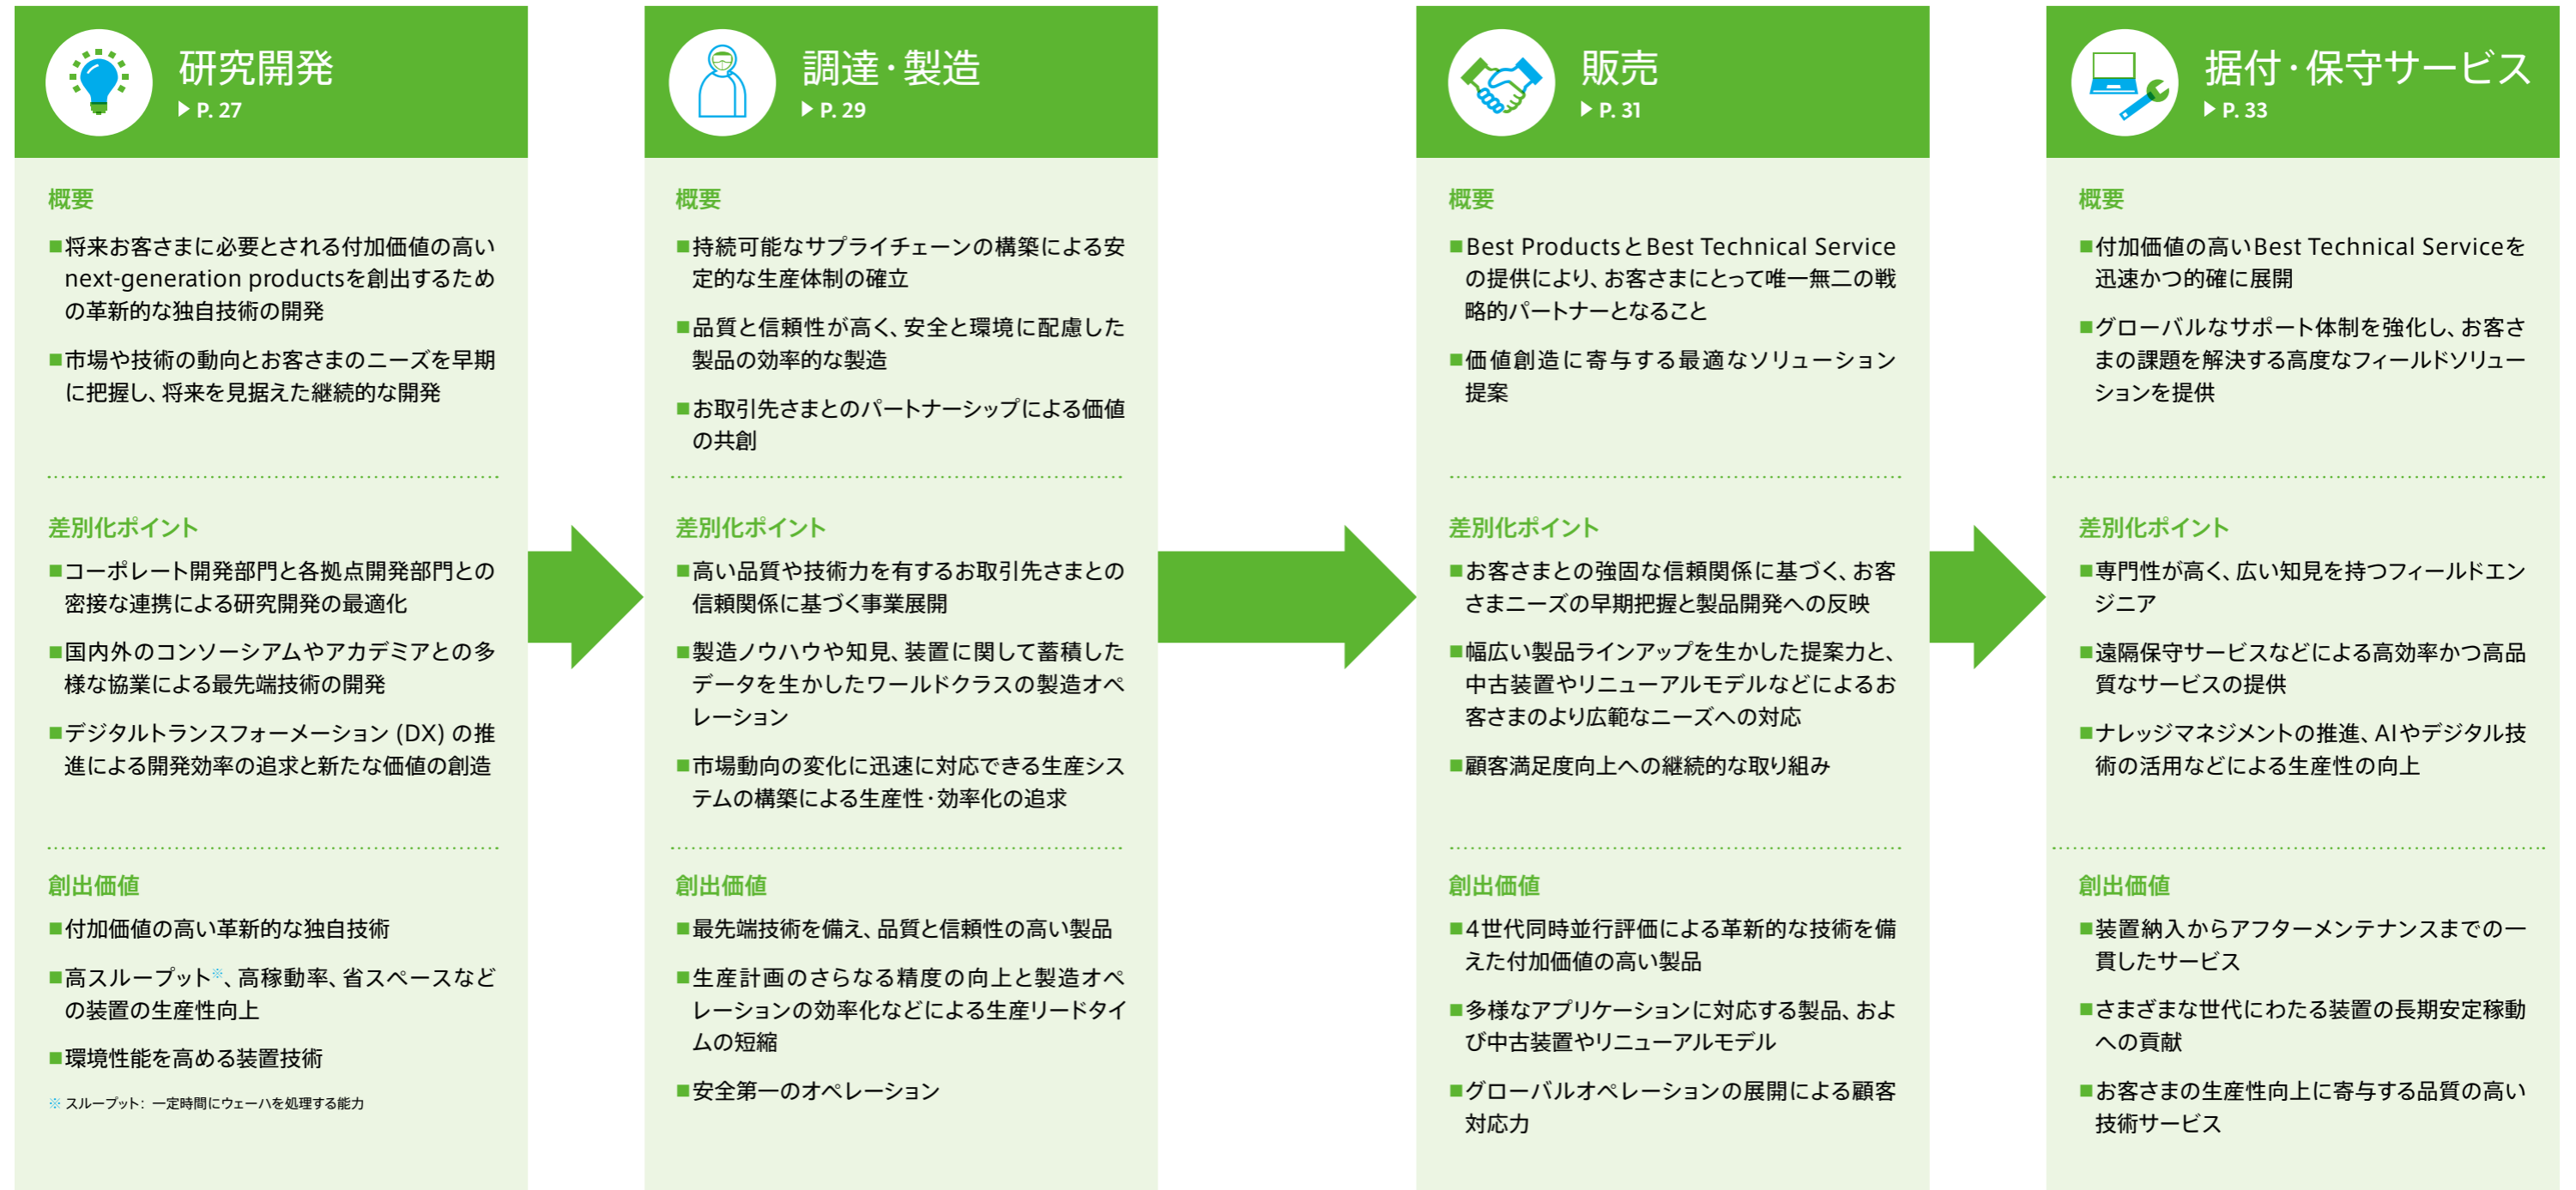 研究開発
▶ P. 27
概要
■将来お客さまに必要とされる付加価値の高い
next-generation productsを創出するため
の革新的な独自技術の開発
■市場や技術の動向とお客さまのニーズを早期
に把握し、将来を見据えた継続的な開発
差別化ポイント
■コーポレート開発部門と各拠点開発部門との
密接な連携による研究開発の最適化
■国内外のコンソーシアムやアカデミアとの多
様な協業による最先端技術の開発
■デジタルトランスフォーメーション (DX) の推
進による開発効率の追求と新たな価値の創造
創出価値
■付加価値の高い革新的な独自技術
■高スループット※、高稼動率、省スペースなど
の装置の生産性向上
■環境性能を高める装置技術
※ スループット： 一定時間にウェーハを処理する能力
調達・製造
▶ P. 29
概要
■持続可能なサプライチェーンの構築による安
定的な生産体制の確立
■品質と信頼性が高く、安全と環境に配慮した
製品の効率的な製造
■お取引先さまとのパートナーシップによる価値
の共創
差別化ポイント
■高い品質や技術力を有するお取引先さまとの
信頼関係に基づく事業展開
■製造ノウハウや知見、装置に関して蓄積した
データを生かしたワールドクラスの製造オペ
レーション
■市場動向の変化に迅速に対応できる生産シス
テムの構築による生産性・効率化の追求
創出価値
■最先端技術を備え、品質と信頼性の高い製品
■生産計画のさらなる精度の向上と製造オペ
レーションの効率化などによる生産リードタイ
ムの短縮
■安全第一のオペレーション
販売
▶ P. 31
概要
■Best ProductsとBest Technical Service
の提供により、お客さまにとって唯一無二の戦
略的パートナーとなること
■価値創造に寄与する最適なソリューション
提案
差別化ポイント
■お客さまとの強固な信頼関係に基づく、お客
さまニーズの早期把握と製品開発への反映
■幅広い製品ラインアップを生かした提案力と、
中古装置やリニューアルモデルなどによるお
客さまのより広範なニーズへの対応
■顧客満足度向上への継続的な取り組み
創出価値
■4世代同時並行評価による革新的な技術を備
えた付加価値の高い製品
■多様なアプリケーションに対応する製品、およ
び中古装置やリニューアルモデル
■グローバルオペレーションの展開による顧客
対応力
据付・保守サービス
▶ P. 33
概要
■付加価値の高いBest Technical Serviceを
迅速かつ的確に展開
■グローバルなサポート体制を強化し、お客さ
まの課題を解決する高度なフィールドソリュー
ションを提供
差別化ポイント
■専門性が高く、広い知見を持つフィールドエン
ジニア
■遠隔保守サービスなどによる高効率かつ高品
質なサービスの提供
■ナレッジマネジメントの推進、AIやデジタル技
術の活用などによる生産性の向上
創出価値
■装置納入からアフターメンテナンスまでの一
貫したサービス
■さまざまな世代にわたる装置の長期安定稼動
への貢献
■お客さまの生産性向上に寄与する品質の高い
技術サービス